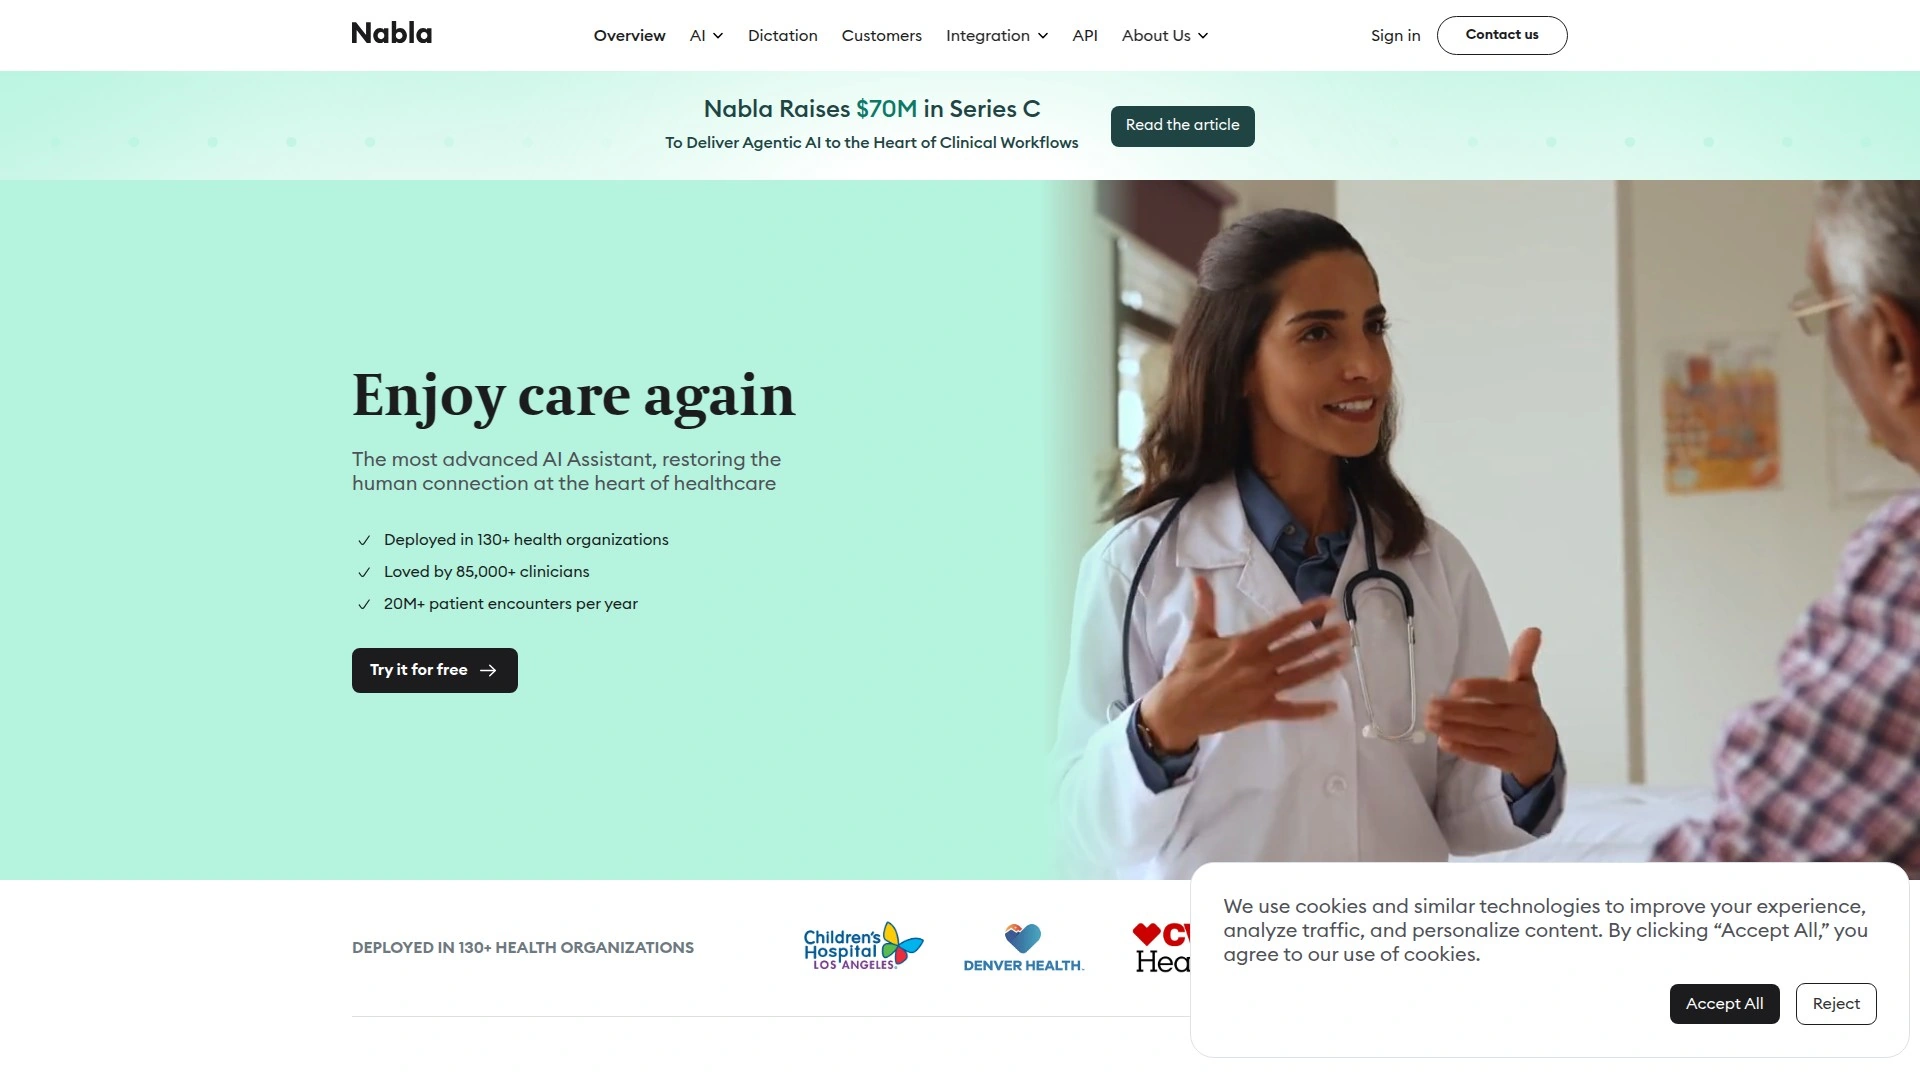 Nabla
Overview
AI
Dictation
Customers
Integration
API
About Us
Sign in
Contact us
Nabla Raises $70M in Series C
To Deliver Agentic AI to the Heart of Clinical Workflows
Read the article
Enjoy care again
The most advanced AI Assistant, restoring the
human connection at the heart of healthcare
Deployed in 130+ health organizations
Loved by 85,000+ clinicians
20M+ patient encounters per year
Try it for free
DEPLOYED IN 130+ HEALTH ORGANIZATIONS
Children's
Hospital
LOS ANGELES
DENVER HEALTH.
We use cookies and similar technologies to improve your experience,
analyze traffic, and personalize content. By clicking “Accept All,” you
agree to our use of cookies.
Accept All
Reject